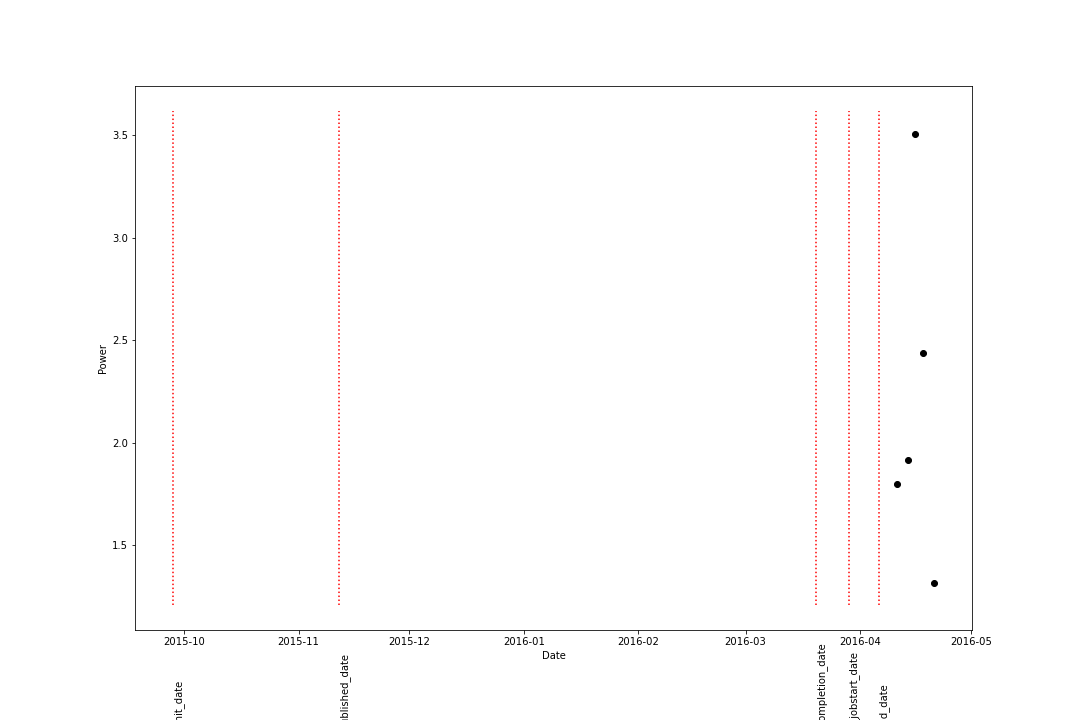 3.5
3.0
2.5
2.0
1.5
Power
2015-10
2015-11
2015-12
2016-01
2016-02
2016-03
2016-04
2016-05
Date
nit_date
blished_date
ompletion_date
jobstart_date
d_date